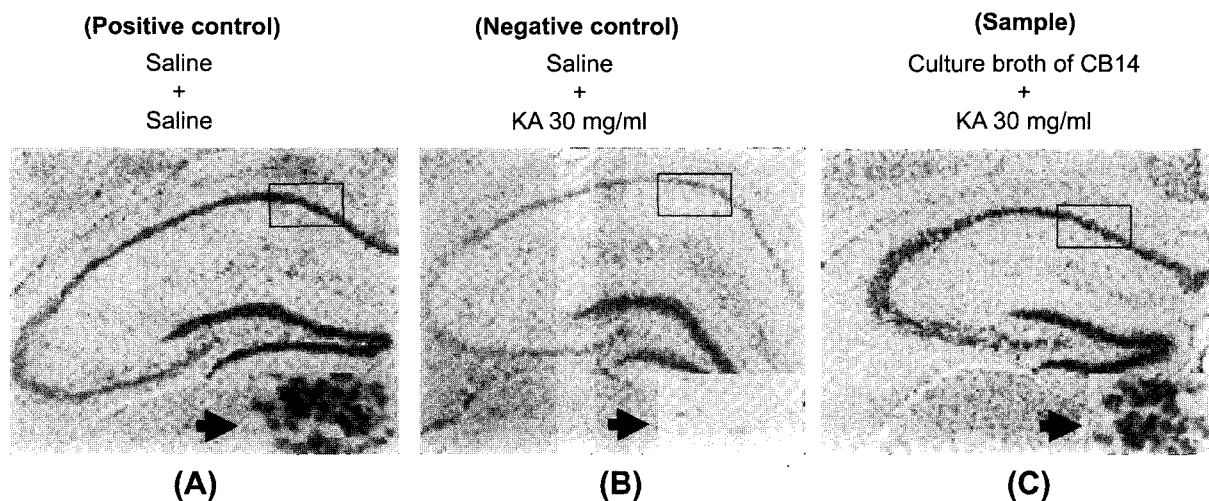 (Positive control)
Saline
+
Saline
(A)
(Negative control)
Saline
+
KA 30 mg/ml
(B)
(Sample)
Culture broth of CB14
+
KA 30 mg/ml
(C)